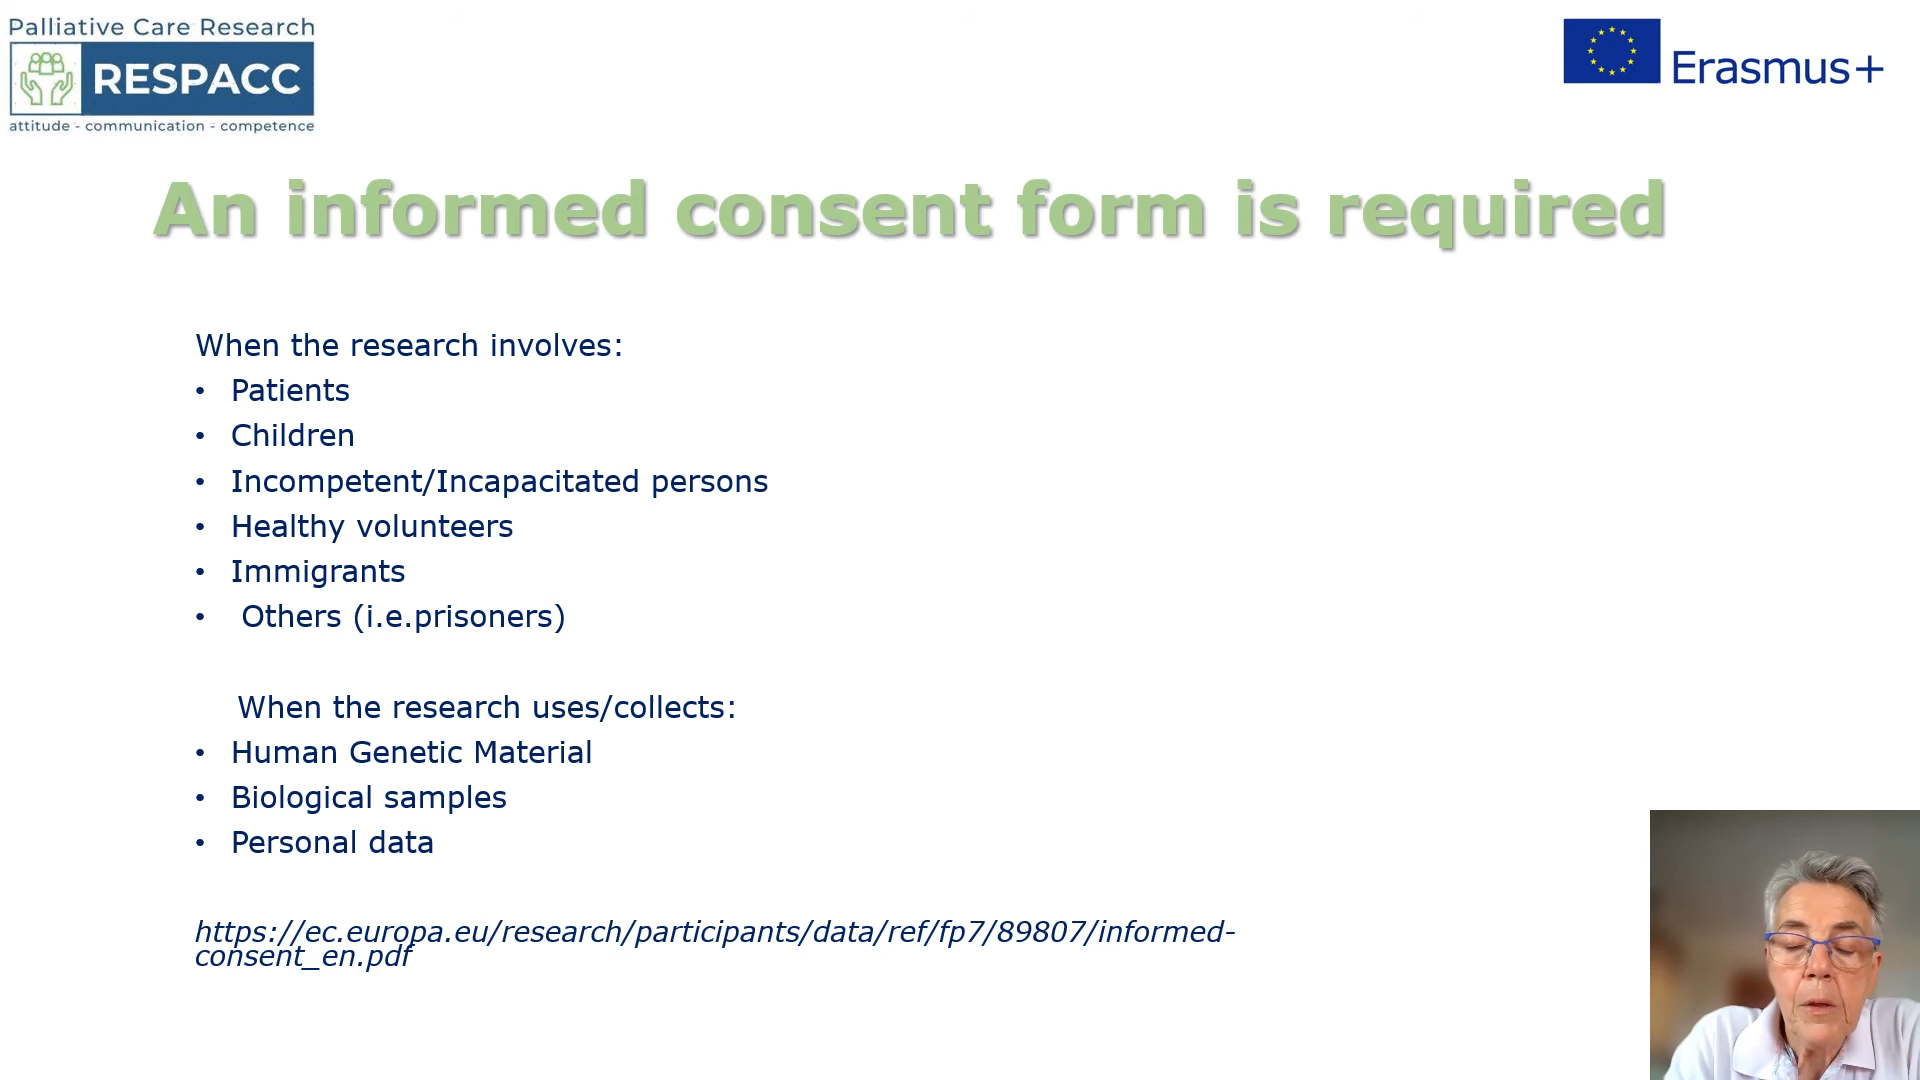 Palliative Care Research
RESPACC
attitude - communication - competence
Erasmus+
An informed consent form is required
When the research involves:
• Patients
• Children
• Incompetent/Incapacitated persons
• Healthy volunteers
• Immigrants
• Others (i.e.prisoners)
When the research uses/collects:
• Human Genetic Material
• Biological samples
• Personal data
https://ec.europa.eu/research/participants/data/ref/fp7/89807/informed-
consent_en.pdf